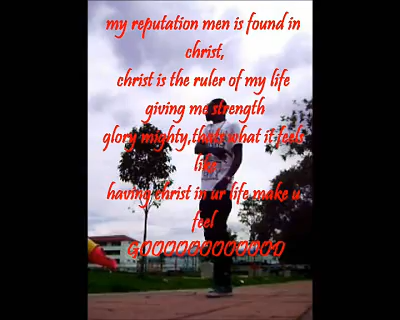 my reputation men is found in
christ,
christ is the ruler of my life
giving me strength
glory mighty,thats what it feels
like
having christ in ur life make u
feel
GOOOOOOOOOOOD